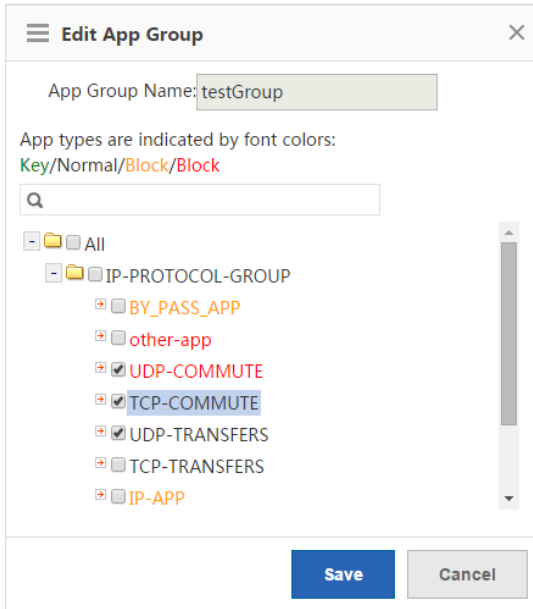 Edit App Group
App Group Name: testGroup
App types are indicated by font colors:
Key/Normal/Block/Block
All
IP-PROTOCOL-GROUP
BY_PASS_APP
other-app
UDP-COMMUTE
TCP-COMMUTE
UDP-TRANSFERS
TCP-TRANSFERS
IP-APP
Save Cancel